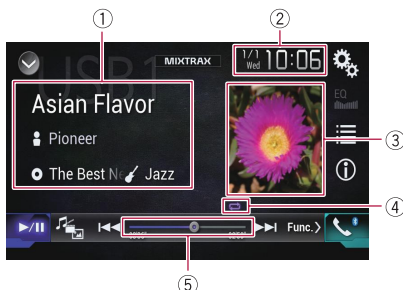 ①
②
USB1
MIXTRAX
1/1
Wed
10:06
EQ
Asian Flavor
Pioneer
The Best Ne
Jazz
③
④
Func.
⑤